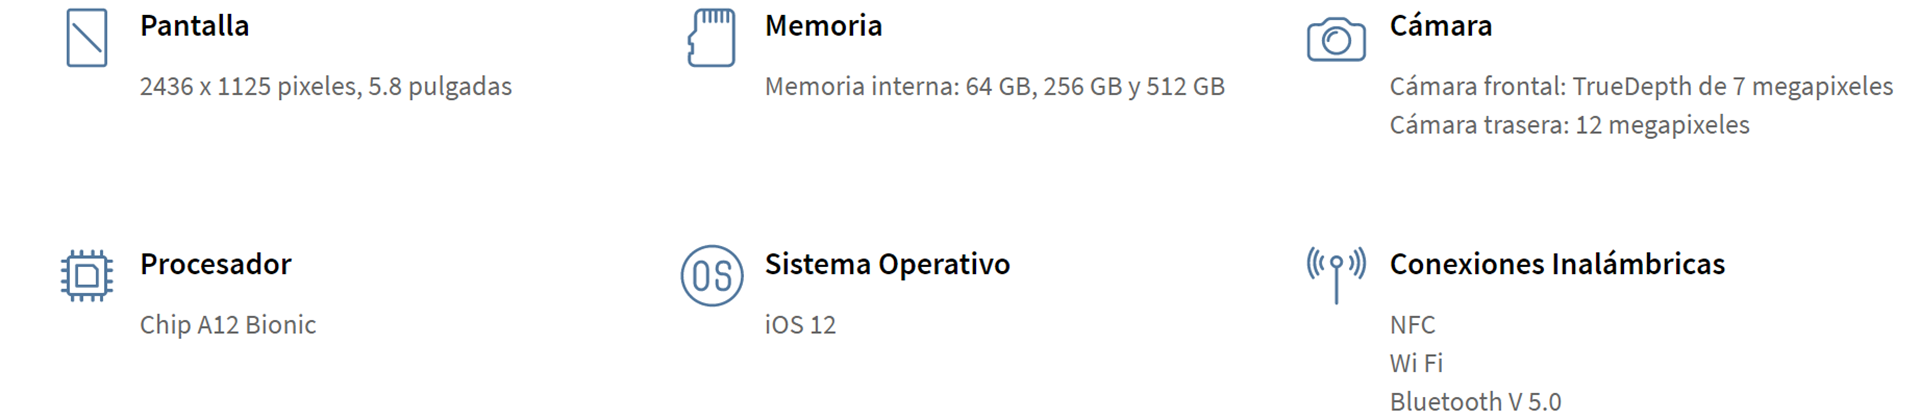 Pantalla
2436 x 1125 pixeles, 5.8 pulgadas
Memoria
Memoria interna: 64 GB, 256 GB y 512 GB
Cámara
Cámara frontal: TrueDepth de 7 megapixeles
Cámara trasera: 12 megapixeles
Procesador
Chip A12 Bionic
OS
Sistema Operativo
iOS 12
Conexiones Inalámbricas
NFC
Wi Fi
Bluetooth V 5.0